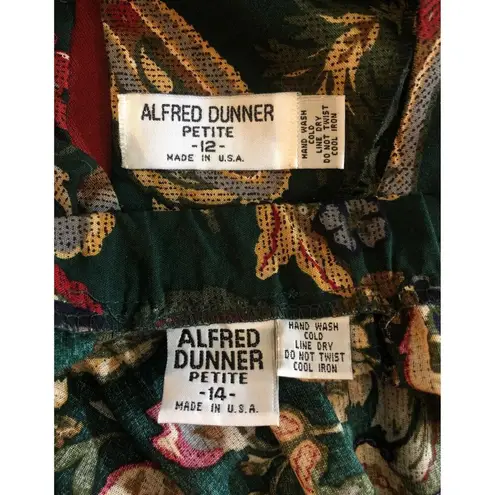 ALFRED DUNNER
PETITE
-12-
MADE IN U.S.A.
HAND WASH
COLD
LINE DRY
DO NOT TWIST
COOL IRON
ALFRED
DUNNER
PETITE
-14-
MADE IN U.S.A.
HAND WASH
COLD
LINE DRY
DO NOT TWIST
COOL IRON